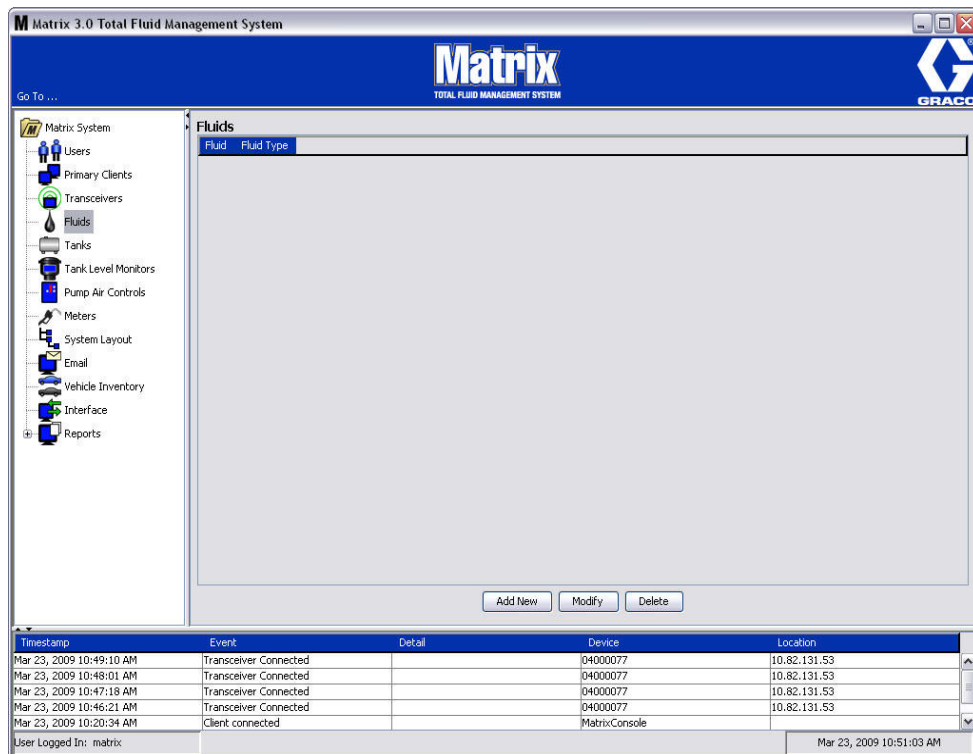 M Matrix 3.0 Total Fluid Management System
Matrix
TOTAL FLUID MANAGEMENT SYSTEM
Go To ...
GRACO
Matrix System
Users
Primary Clients
Transceivers
Fluids
Tanks
Tank Level Monitors
Pump Air Controls
Meters
System Layout
Email
Vehicle Inventory
Interface
Reports
Fluids
Fluid Fluid Type
Add New Modify Delete
Timestamp Event Detail Device Location
Mar 23, 2009 10:49:10 AM Transceiver Connected 04000077 10.82.131.53
Mar 23, 2009 10:48:01 AM Transceiver Connected 04000077 10.82.131.53
Mar 23, 2009 10:47:18 AM Transceiver Connected 04000077 10.82.131.53
Mar 23, 2009 10:46:21 AM Transceiver Connected 04000077 10.82.131.53
Mar 23, 2009 10:20:34 AM Client connected MatrixConsole
User Logged In: matrix Mar 23, 2009 10:51:03 AM